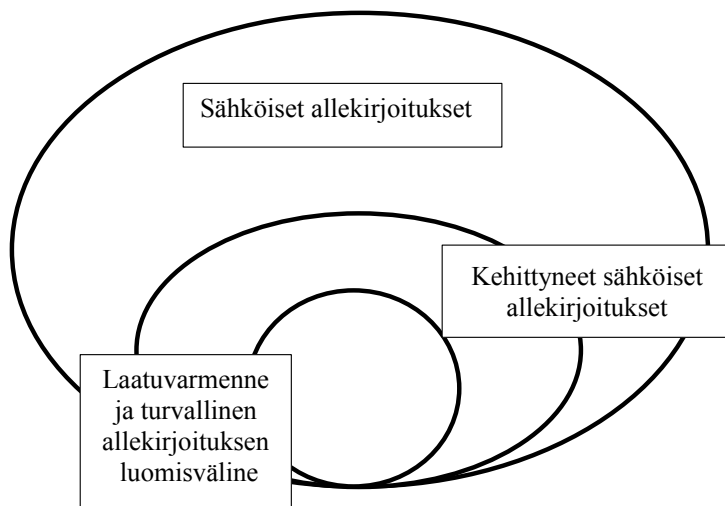 Sähköiset allekirjoitukset
Kehittyneet sähköiset
allekirjoitukset
Laatuvarmenne
ja turvallinen
allekirjoituksen
luomisväline